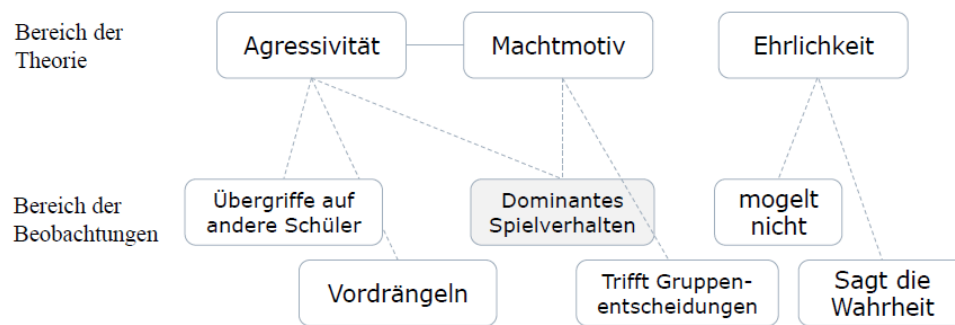 Bereich der
Theorie
Agressivität
Machtmotiv
Ehrlichkeit
Bereich der
Beobachtungen
Übergriffe auf
andere Schüler
Dominantes
Spielverhalten
mogelt
nicht
Vordrängeln
Trifft Gruppen-
entscheidungen
Sagt die
Wahrheit